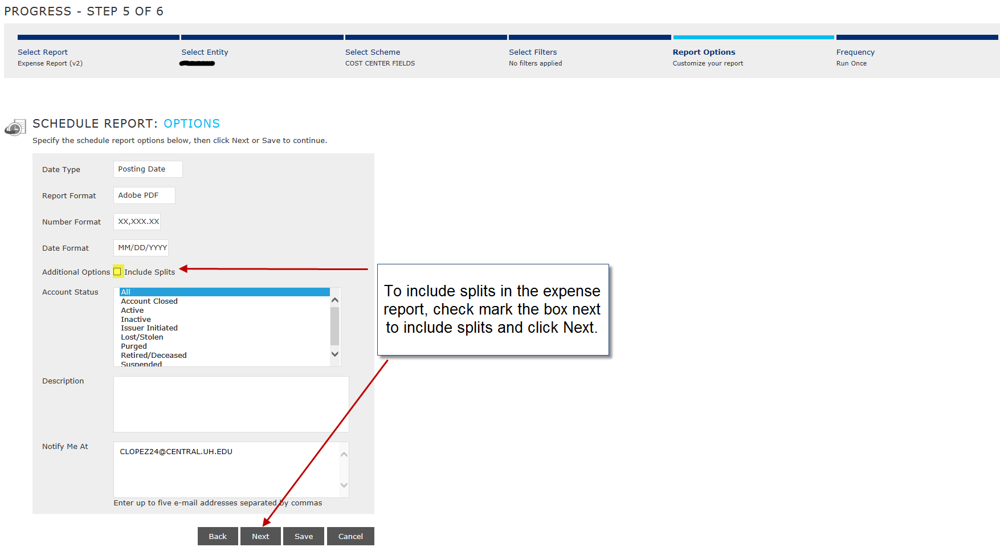 PROGRESS - STEP 5 OF 6
Select Report
Expense Report (v2)
Select Entity
Select Scheme
COST CENTER FIELDS
Select Filters
No filters applied
Report Options
Customize your report
Frequency
Run Once
SCHEDULE REPORT: OPTIONS
Specify the schedule report options below, then click Next or Save to continue.
Date Type Posting Date
Report Format Adobe PDF
Number Format XX,XXX.XX
Date Format MM/DD/YYYY
Additional Options Include Splits
Account Status All
Account Closed
Active
Inactive
Issuer Initiated
Lost/Stolen
Purged
Retired/Deceased
Suspended
To include splits in the expense
report, check mark the box next
to include splits and click Next.
Description
Notify Me At CLOPEZ24@CENTRAL.UH.EDU
Enter up to five e-mail addresses separated by commas
Back Next Save Cancel